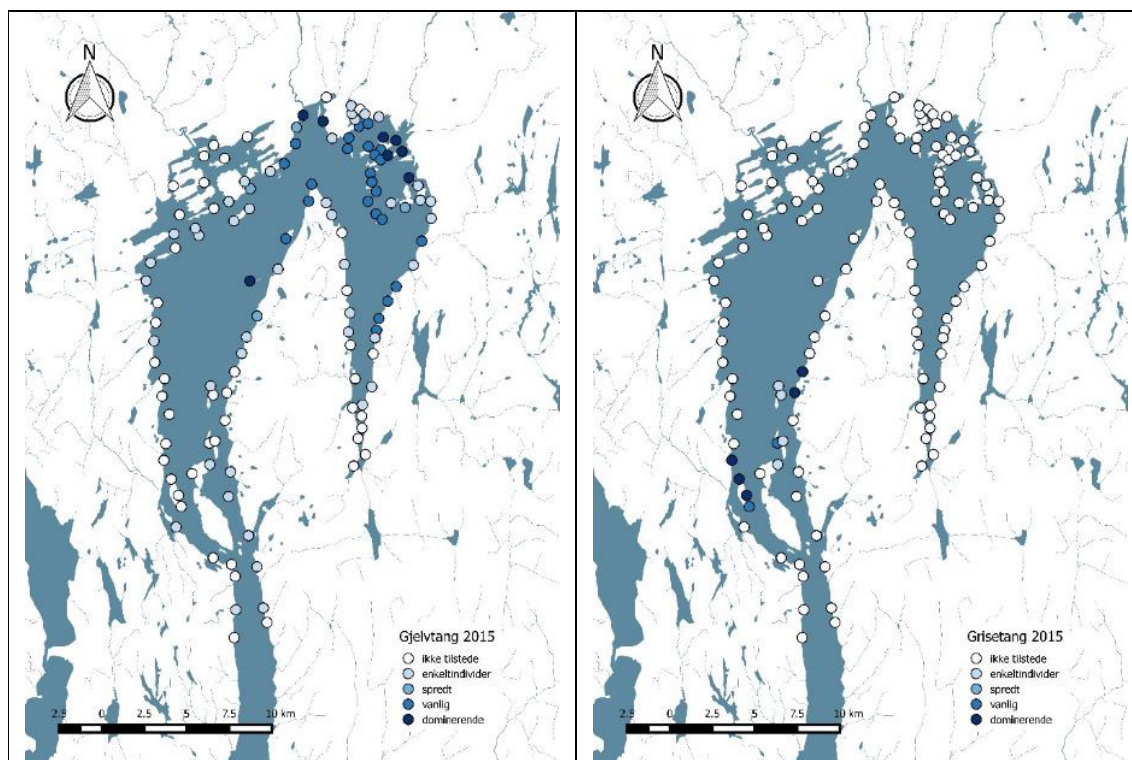 N
Gjelvtang 2015
ikke tilstede
enkeltindivider
spredt
vanlig
dominerende
2.5 0 2.5 5 7.5 10 km
N
Grisetang 2015
ikke tilstede
enkeltindivider
spredt
vanlig
dominerende
2.5 0 2.5 5 7.5 10 km